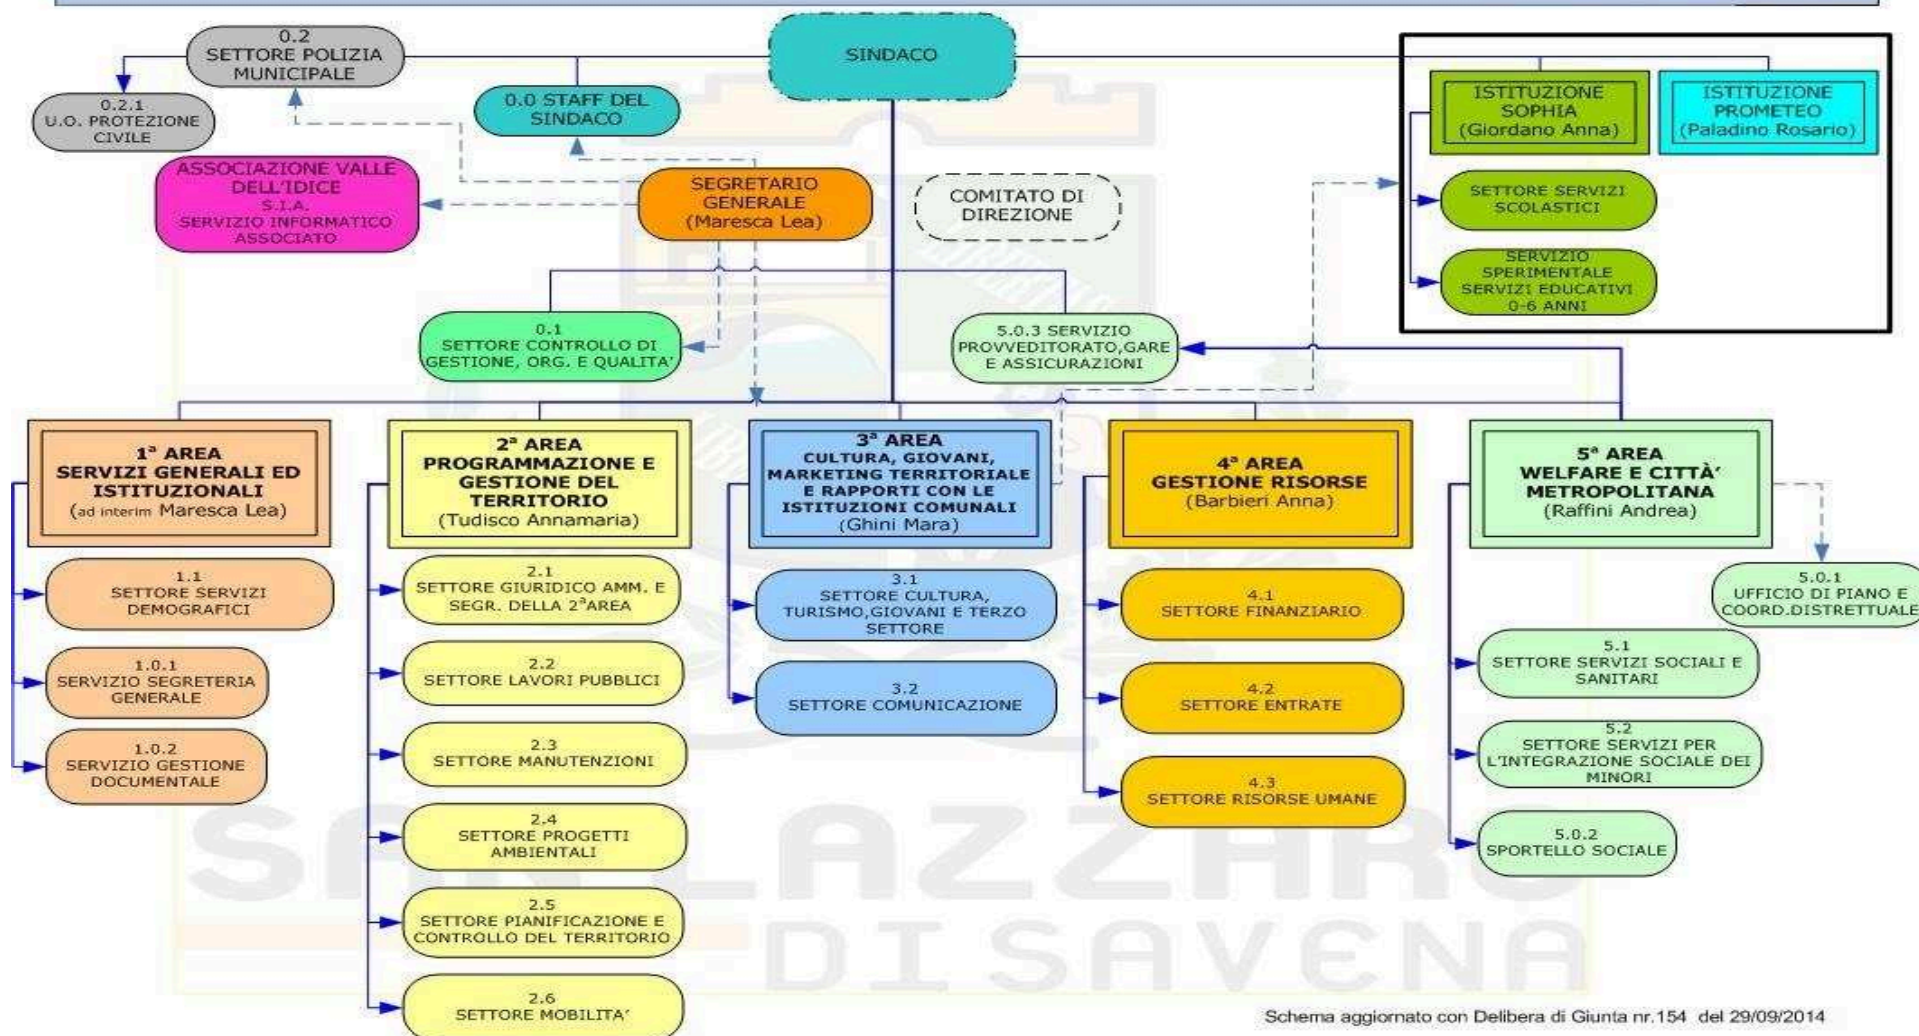 0.2
SETTORE POLIZIA
MUNICIPALE
SINDACO
0.2.1
U.O. PROTEZIONE
CIVILE
0.0 STAFF DEL
SINDACO
ISTITUZIONE
SOPHIA
(Giordano Anna)
ISTITUZIONE
PROMETEO
(Paladino Rosario)
ASSOCIAZIONE VALLE
DELL'IDICE
S.I.A.
SERVIZIO INFORMATICO
ASSOCIATO
SEGRETARIO
GENERALE
(Maresca Lea)
COMITATO DI
DIREZIONE
SETTORE SERVIZI
SCOLASTICI
SERVIZIO
SPERIMENTALE
SERVIZI EDUCATIVI
0-6 ANNI
0.1
SETTORE CONTROLLO DI
GESTIONE, ORG. E QUALITA'
5.0.3 SERVIZIO
PROVVEDITORATO,GARE
E ASSICURAZIONI
1ª AREA
SERVIZI GENERALI ED
ISTITUZIONALI
(ad interim Maresca Lea)
2ª AREA
PROGRAMMAZIONE E
GESTIONE DEL
TERRITORIO
(Tudisco Annamaria)
3ª AREA
CULTURA, GIOVANI,
MARKETING TERRITORIALE
E RAPPORTI CON LE
ISTITUZIONI COMUNALI
(Ghini Mara)
4ª AREA
GESTIONE RISORSE
(Barbieri Anna)
5ª AREA
WELFARE E CITTÀ'
METROPOLITANA
(Raffini Andrea)
1.1
SETTORE SERVIZI
DEMOGRAFICI
1.0.1
SERVIZIO SEGRETERIA
GENERALE
1.0.2
SERVIZIO GESTIONE
DOCUMENTALE
2.1
SETTORE GIURIDICO AMM. E
SEGR. DELLA 2ªAREA
2.2
SETTORE LAVORI PUBBLICI
2.3
SETTORE MANUTENZIONI
2.4
SETTORE PROGETTI
AMBIENTALI
2.5
SETTORE PIANIFICAZIONE E
CONTROLLO DEL TERRITORIO
2.6
SETTORE MOBILITA'
3.1
SETTORE CULTURA,
TURISMO,GIOVANI E TERZO
SETTORE
3.2
SETTORE COMUNICAZIONE
4.1
SETTORE FINANZIARIO
4.2
SETTORE ENTRATE
4.3
SETTORE RISORSE UMANE
5.0.1
UFFICIO DI PIANO E
COORD.DISTRETTUALE
5.1
SETTORE SERVIZI SOCIALI E
SANITARI
5.2
SETTORE SERVIZI PER
L'INTEGRAZIONE SOCIALE DEI
MINORI
5.0.2
SPORTELLO SOCIALE
SAN LAZZARO
DI SAVENA
Schema aggiornato con Delibera di Giunta nr.154 del 29/09/2014